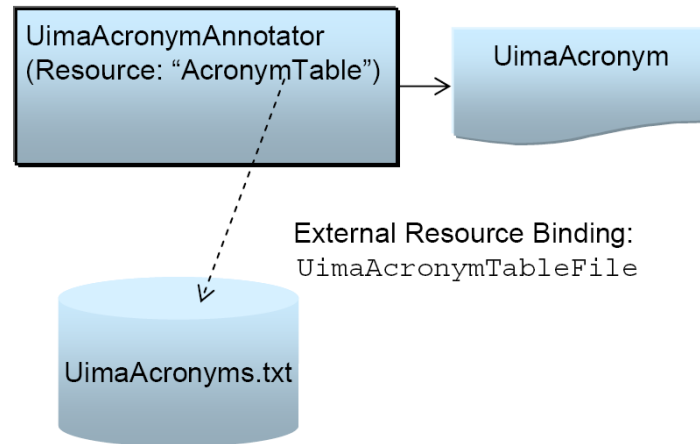 UimaAcronymAnnotator
(Resource: “AcronymTable”)
UimaAcronym
External Resource Binding:
UimaAcronymTableFile
UimaAcronyms.txt